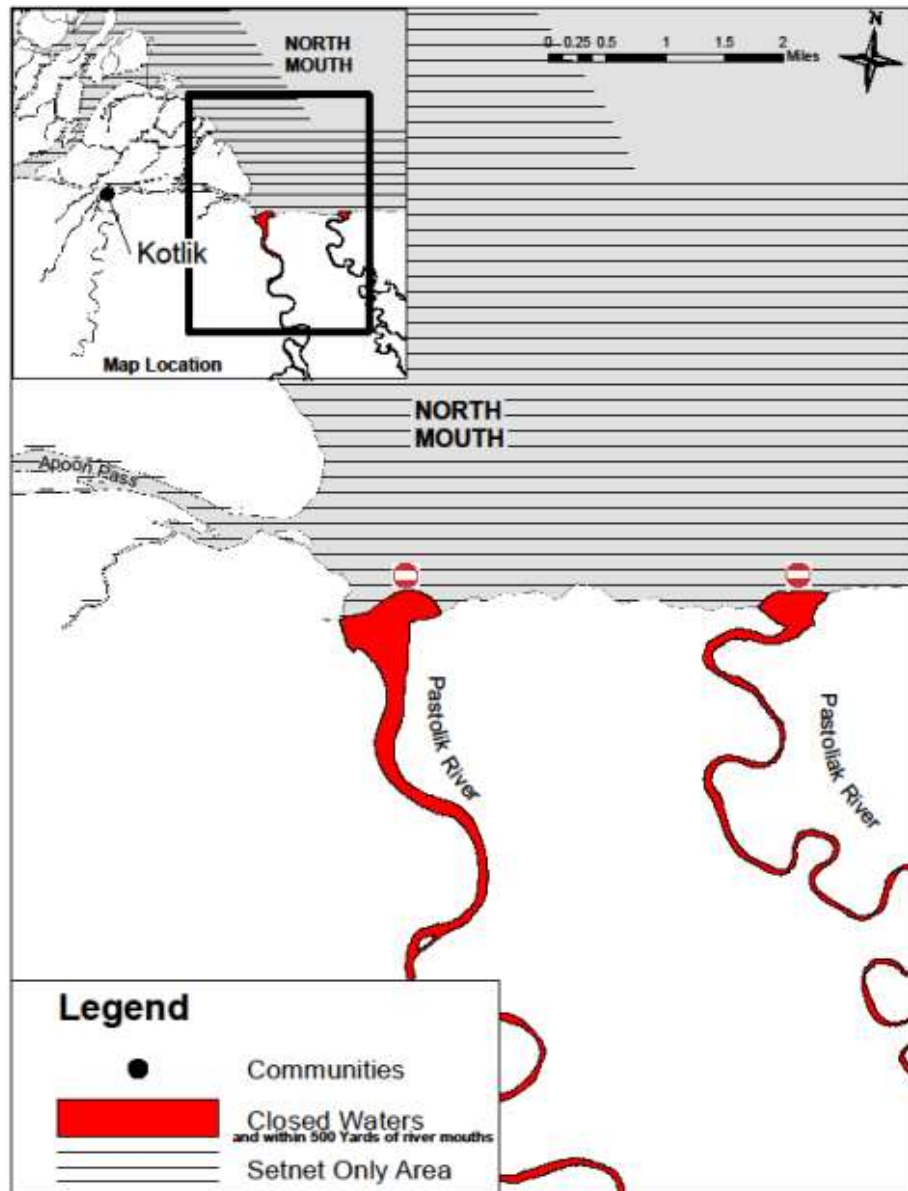 NORTH
MOUTH
Kotlik
Map Location
N
0 0.25 0.5 1 1.5 2
Miles
NORTH
MOUTH
Apoon Pass
Pastolik River
Pastoliak River
Legend
Communities
Closed Waters
and within 500 Yards of river mouths
Setnet Only Area